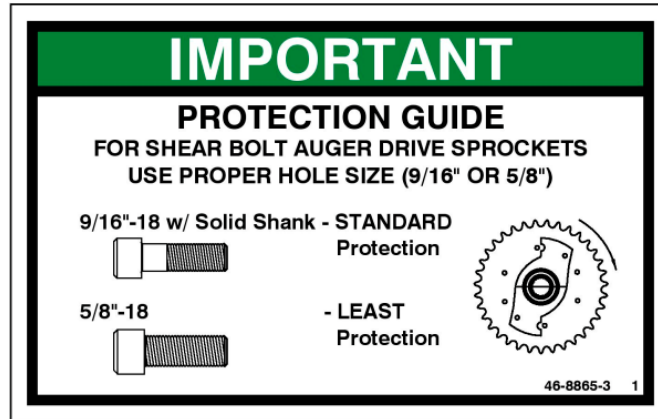 IMPORTANT
PROTECTION GUIDE
FOR SHEAR BOLT AUGER DRIVE SPROCKETS
USE PROPER HOLE SIZE (9/16" OR 5/8")
9/16"-18 w/ Solid Shank - STANDARD
Protection
5/8"-18 - LEAST
Protection
46-8865-3 1